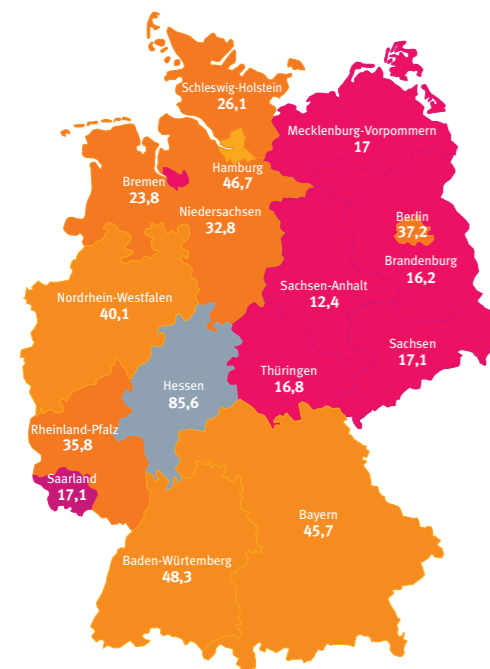 Schleswig-Holstein
26,1
Mecklenburg-Vorpommern
17
Hamburg
46,7
Bremen
23,8
Niedersachsen
32,8
Berlin
37,2
Brandenburg
16,2
Sachsen-Anhalt
12,4
Nordrhein-Westfalen
40,1
Sachsen
17,1
Thüringen
16,8
Hessen
85,6
Rheinland-Pfalz
35,8
Saarland
17,1
Bayern
45,7
Baden-Würtemberg
48,3